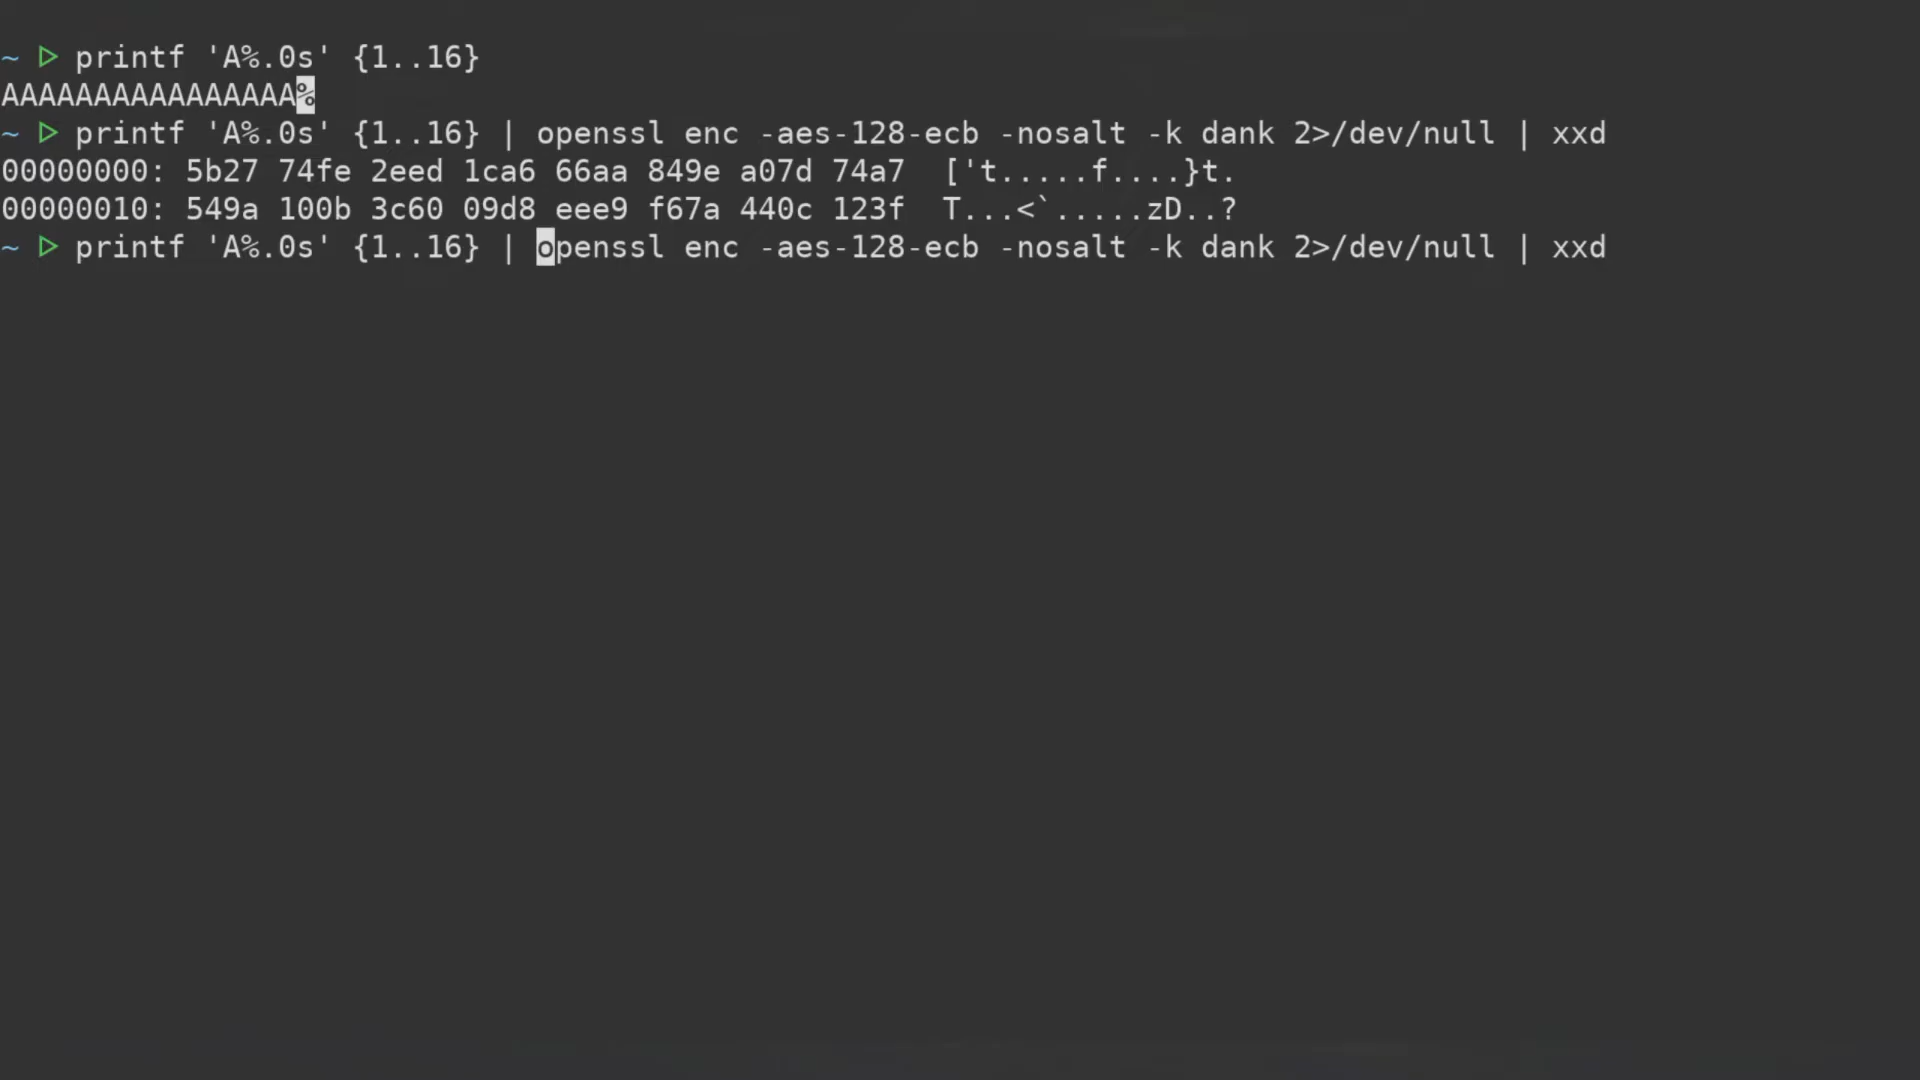 ~ ▷ printf 'A%.0s' {1..16}
AAAAAAAAAAAAAAAA%
~ ▷ printf 'A%.0s' {1..16} | openssl enc -aes-128-ecb -nosalt -k dank 2>/dev/null | xxd
00000000: 5b27 74fe 2eed 1ca6 66aa 849e a07d 74a7  ['t.....f....}t.
00000010: 549a 100b 3c60 09d8 eee9 f67a 440c 123f  T...<`.....zD..?
~ ▷ printf 'A%.0s' {1..16} | openssl enc -aes-128-ecb -nosalt -k dank 2>/dev/null | xxd